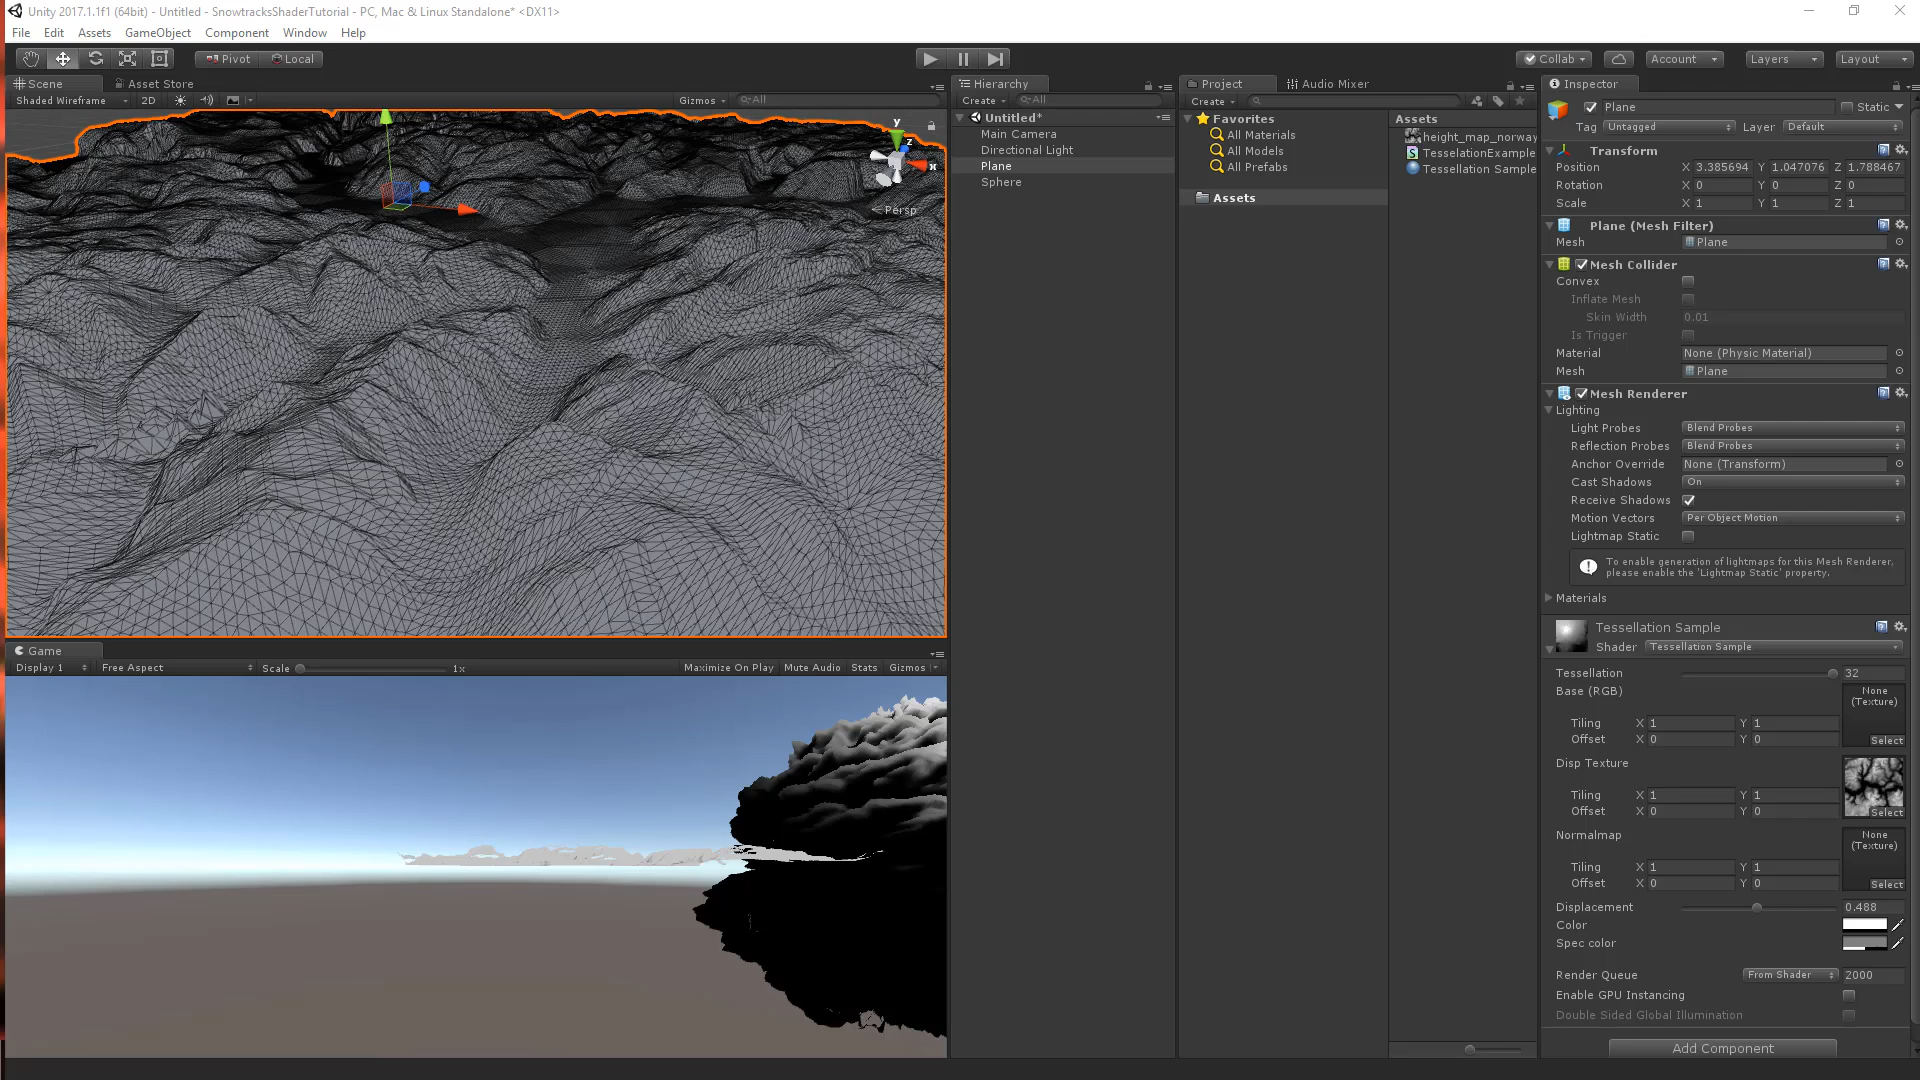 Unity 2017.1.1f1 (64bit) - Untitled - SnowtracksShaderTutorial - PC, Mac & Linux Standalone* <DX11>
File Edit Assets GameObject Component Window Help
Pivot Local Collab Account Layers Layout
Scene Asset Store
Shaded Wireframe 2D Gizmos All
y
z
x
Persp
Game
Display 1 Free Aspect Scale 1x Maximize On Play Mute Audio Stats Gizmos
Hierarchy
Create All
Untitled*
Main Camera
Directional Light
Plane
Sphere
Project Audio Mixer
Create
Favorites
All Materials
All Models
All Prefabs
Assets
Assets
height_map_norway
TesselationExample
Tessellation Sample
Inspector
Plane Static
Tag Untagged Layer Default
Transform
Position X 3.385694 Y 1.047076 Z 1.788467
Rotation X 0 Y 0 Z 0
Scale X 1 Y 1 Z 1
Plane (Mesh Filter)
Mesh Plane
Mesh Collider
Convex
Inflate Mesh
Skin Width 0.01
Is Trigger
Material None (Physic Material)
Mesh Plane
Mesh Renderer
Lighting
Light Probes Blend Probes
Reflection Probes Blend Probes
Anchor Override None (Transform)
Cast Shadows On
Receive Shadows
Motion Vectors Per Object Motion
Lightmap Static
To enable generation of lightmaps for this Mesh Renderer,
please enable the 'Lightmap Static' property.
Materials
Tessellation Sample
Shader Tessellation Sample
Tessellation 32
Base (RGB) None
(Texture)
Tiling X 1 Y 1
Offset X 0 Y 0 Select
Disp Texture
Tiling X 1 Y 1
Offset X 0 Y 0 Select
Normalmap None
(Texture)
Tiling X 1 Y 1
Offset X 0 Y 0 Select
Displacement 0.488
Color
Spec color
Render Queue From Shader 2000
Enable GPU Instancing
Double Sided Global Illumination
Add Component